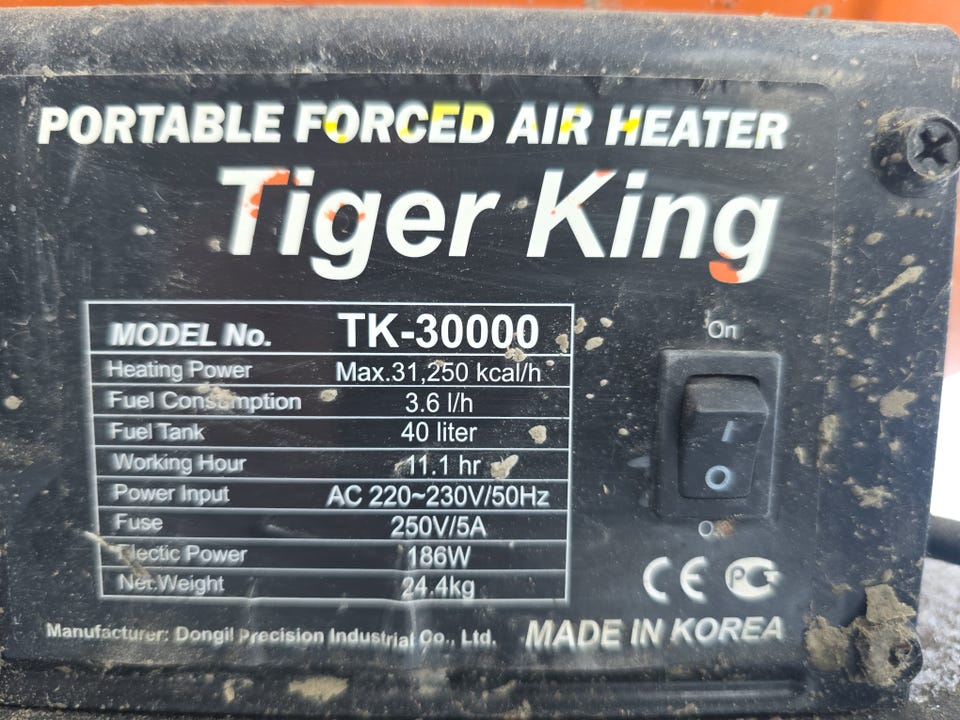 PORTABLE FORCED AIR HEATER
Tiger King
MODEL No. TK-30000
Heating Power Max.31,250 kcal/h
Fuel Consumption 3.6 l/h
Fuel Tank 40 liter
Working Hour 11.1 hr
Power Input AC 220~230V/50Hz
Fuse 250V/5A
Electic Power 186W
Net.Weight 24.4kg
Manufacturer: Dongil Precision Industrial Co., Ltd.
On
I
O
CE PCT
MADE IN KOREA